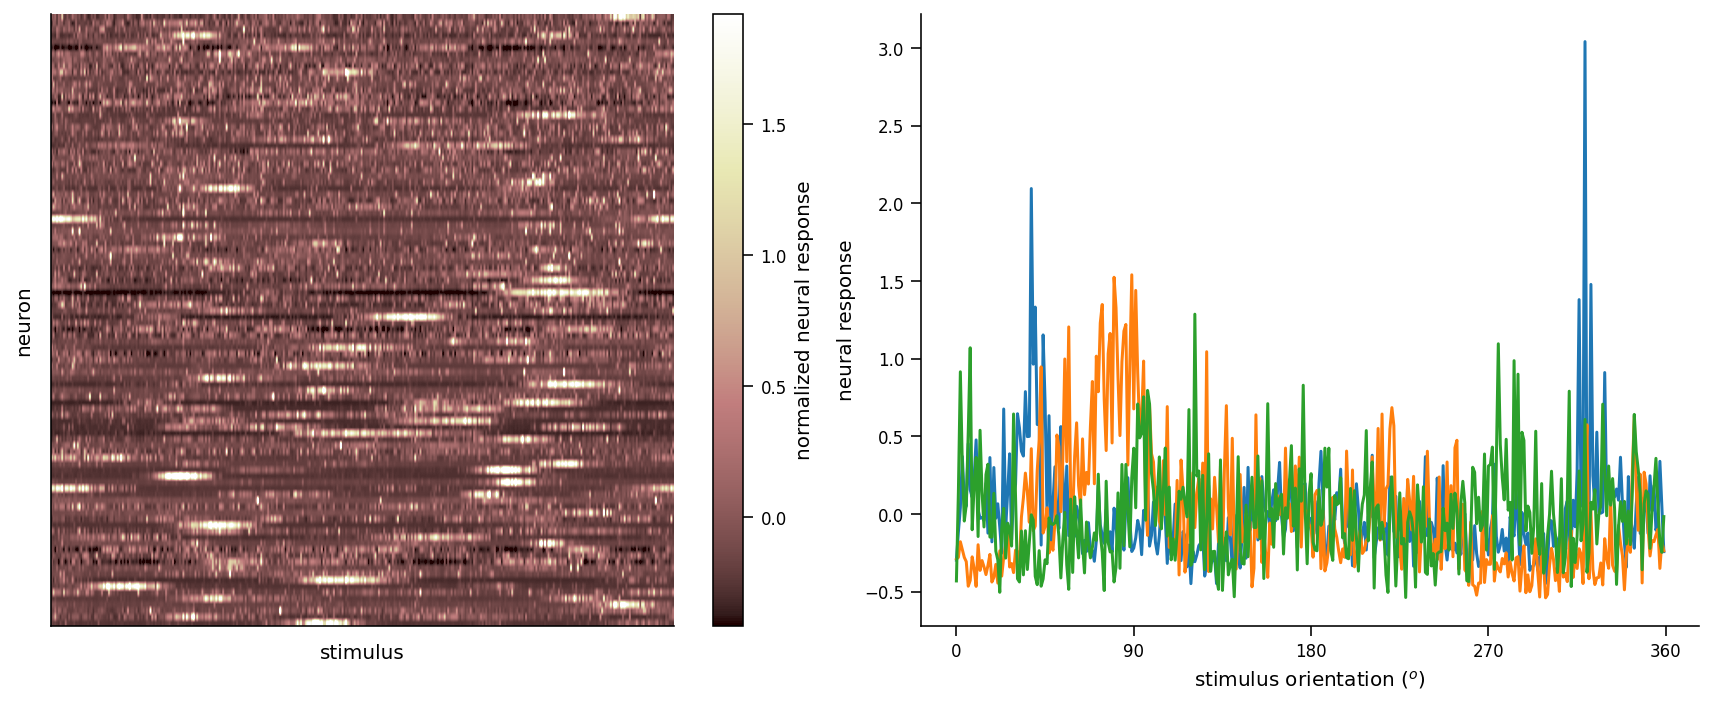 neuron
stimulus
1.5
1.0
0.5
0.0
normalized neural response
neural response
3.0
2.5
2.0
1.5
1.0
0.5
0.0
−0.5
0 90 180 270 360
stimulus orientation (°)